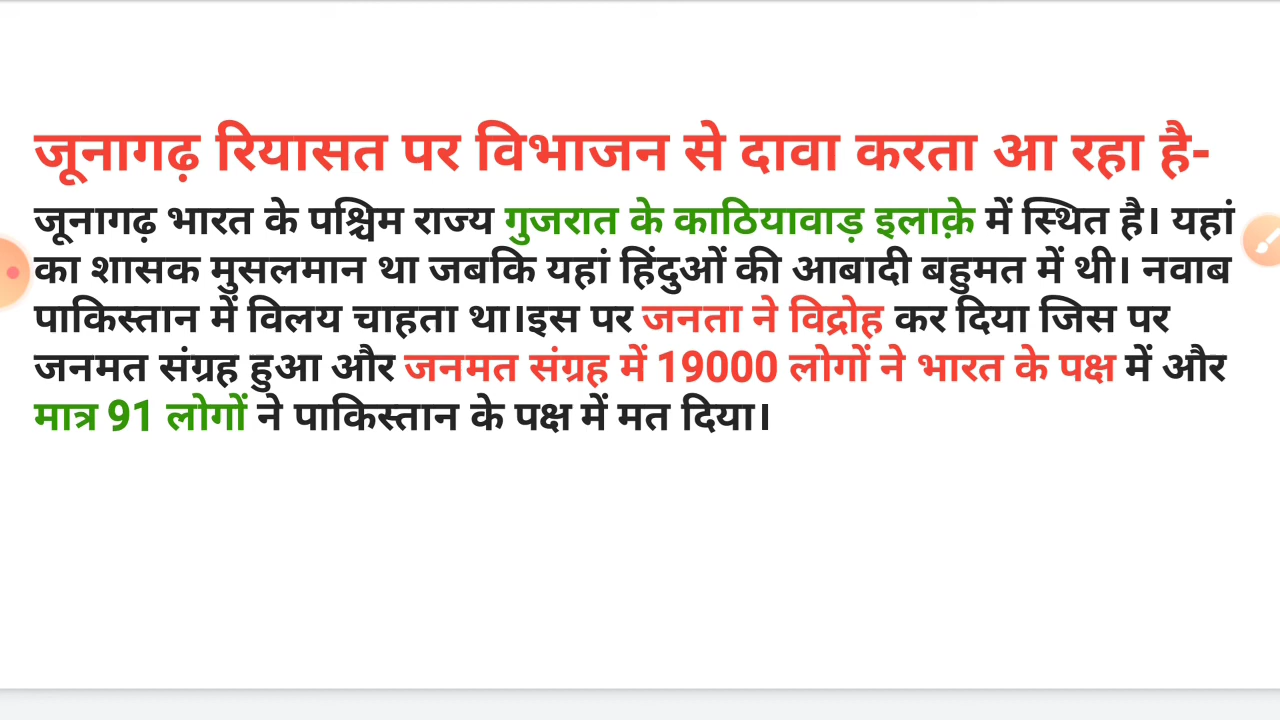 जूनागढ़ रियासत पर विभाजन से दावा करता आ रहा है-
जूनागढ़ भारत के पश्चिम राज्य गुजरात के काठियावाड़ इलाक़े में स्थित है। यहां
का शासक मुसलमान था जबकि यहां हिंदुओं की आबादी बहुमत में थी। नवाब
पाकिस्तान में विलय चाहता था।इस पर जनता ने विद्रोह कर दिया जिस पर
जनमत संग्रह हुआ और जनमत संग्रह में 19000 लोगों ने भारत के पक्ष में और
मात्र 91 लोगों ने पाकिस्तान के पक्ष में मत दिया।